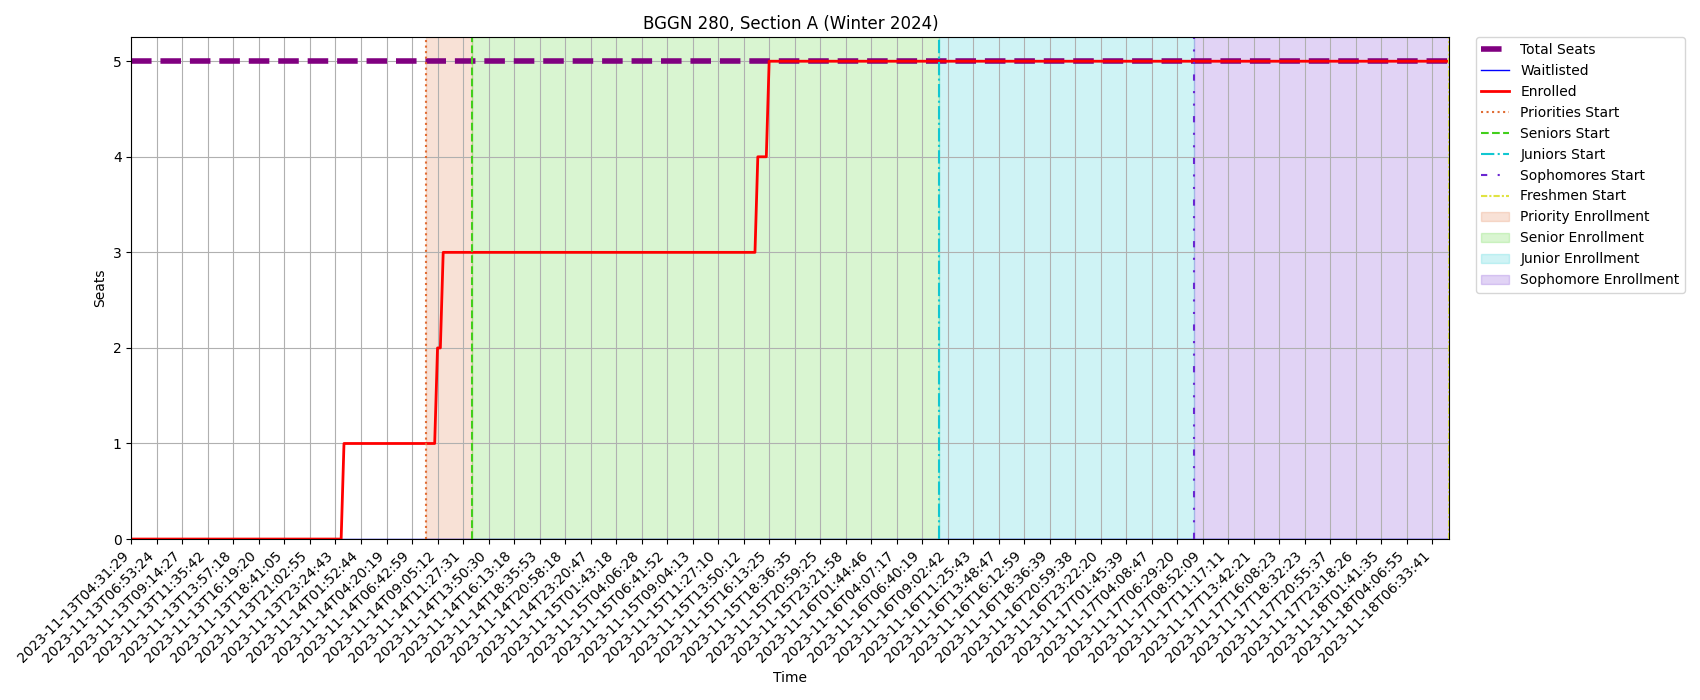 BGGN 280, Section A (Winter 2024)
Seats
5
4
3
2
1
0
2023-11-13T04:31:29
2023-11-13T06:53:24
2023-11-13T09:14:27
2023-11-13T11:35:42
2023-11-13T13:57:18
2023-11-13T16:19:20
2023-11-13T18:41:05
2023-11-13T21:02:55
2023-11-13T23:24:43
2023-11-14T01:52:44
2023-11-14T04:20:19
2023-11-14T06:42:59
2023-11-14T09:05:12
2023-11-14T11:27:31
2023-11-14T13:50:30
2023-11-14T16:13:18
2023-11-14T18:35:53
2023-11-14T20:58:18
2023-11-14T23:20:47
2023-11-15T01:43:18
2023-11-15T04:06:28
2023-11-15T06:41:52
2023-11-15T09:04:13
2023-11-15T11:27:10
2023-11-15T13:50:12
2023-11-15T16:13:25
2023-11-15T18:36:35
2023-11-15T20:59:25
2023-11-15T23:21:58
2023-11-16T01:44:46
2023-11-16T04:07:17
2023-11-16T06:40:19
2023-11-16T09:02:42
2023-11-16T11:25:43
2023-11-16T13:48:47
2023-11-16T16:12:59
2023-11-16T18:36:39
2023-11-16T20:59:38
2023-11-16T23:22:20
2023-11-17T01:45:39
2023-11-17T04:08:47
2023-11-17T06:29:20
2023-11-17T08:52:09
2023-11-17T11:17:11
2023-11-17T13:42:21
2023-11-17T16:08:23
2023-11-17T18:32:23
2023-11-17T20:55:37
2023-11-17T23:18:26
2023-11-18T01:41:35
2023-11-18T04:06:55
2023-11-18T06:33:41
Time
Total Seats
Waitlisted
Enrolled
Priorities Start
Seniors Start
Juniors Start
Sophomores Start
Freshmen Start
Priority Enrollment
Senior Enrollment
Junior Enrollment
Sophomore Enrollment